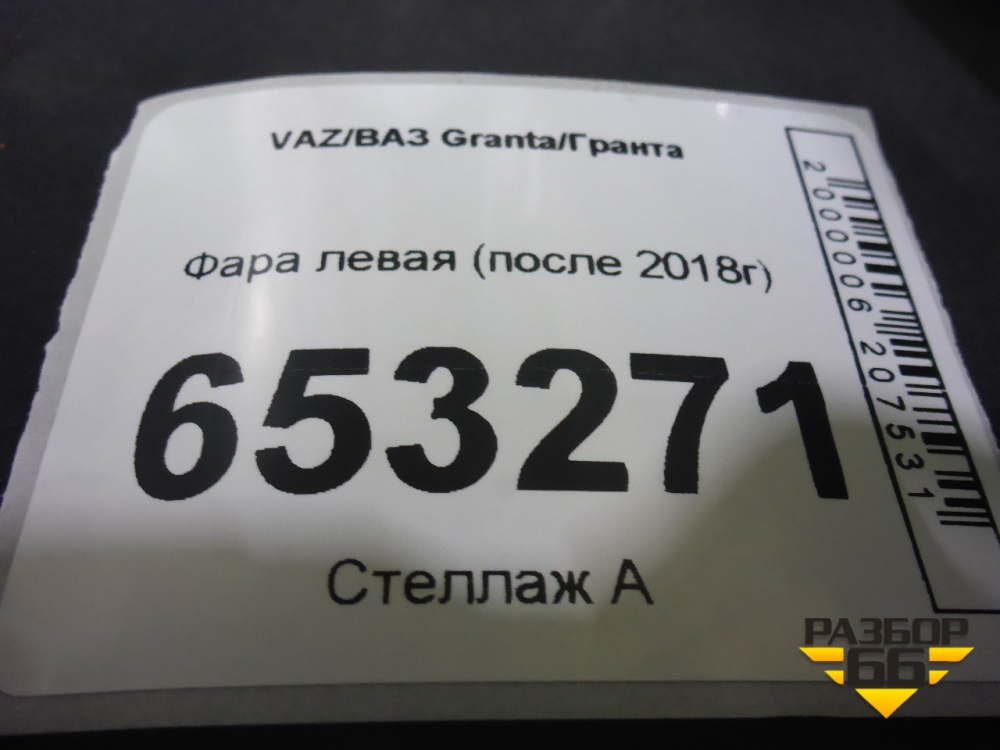 VAZ/ВАЗ Granta/Гранта
Фара левая (после 2018г)
653271
Стеллаж А
2000006207531
РАЗБОР
66